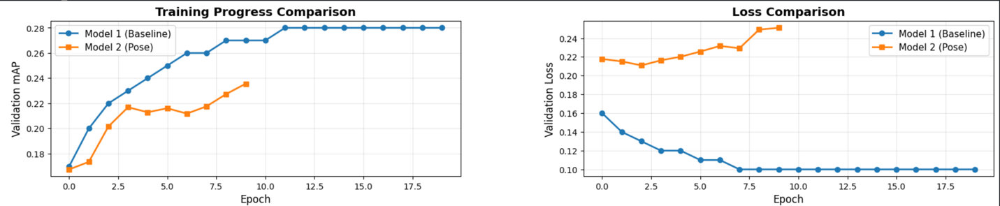 Training Progress Comparison
Model 1 (Baseline)
Model 2 (Pose)
Validation mAP
0.28
0.26
0.24
0.22
0.20
0.18
0.0 2.5 5.0 7.5 10.0 12.5 15.0 17.5
Epoch
Loss Comparison
Model 1 (Baseline)
Model 2 (Pose)
Validation Loss
0.24
0.22
0.20
0.18
0.16
0.14
0.12
0.10
0.0 2.5 5.0 7.5 10.0 12.5 15.0 17.5
Epoch